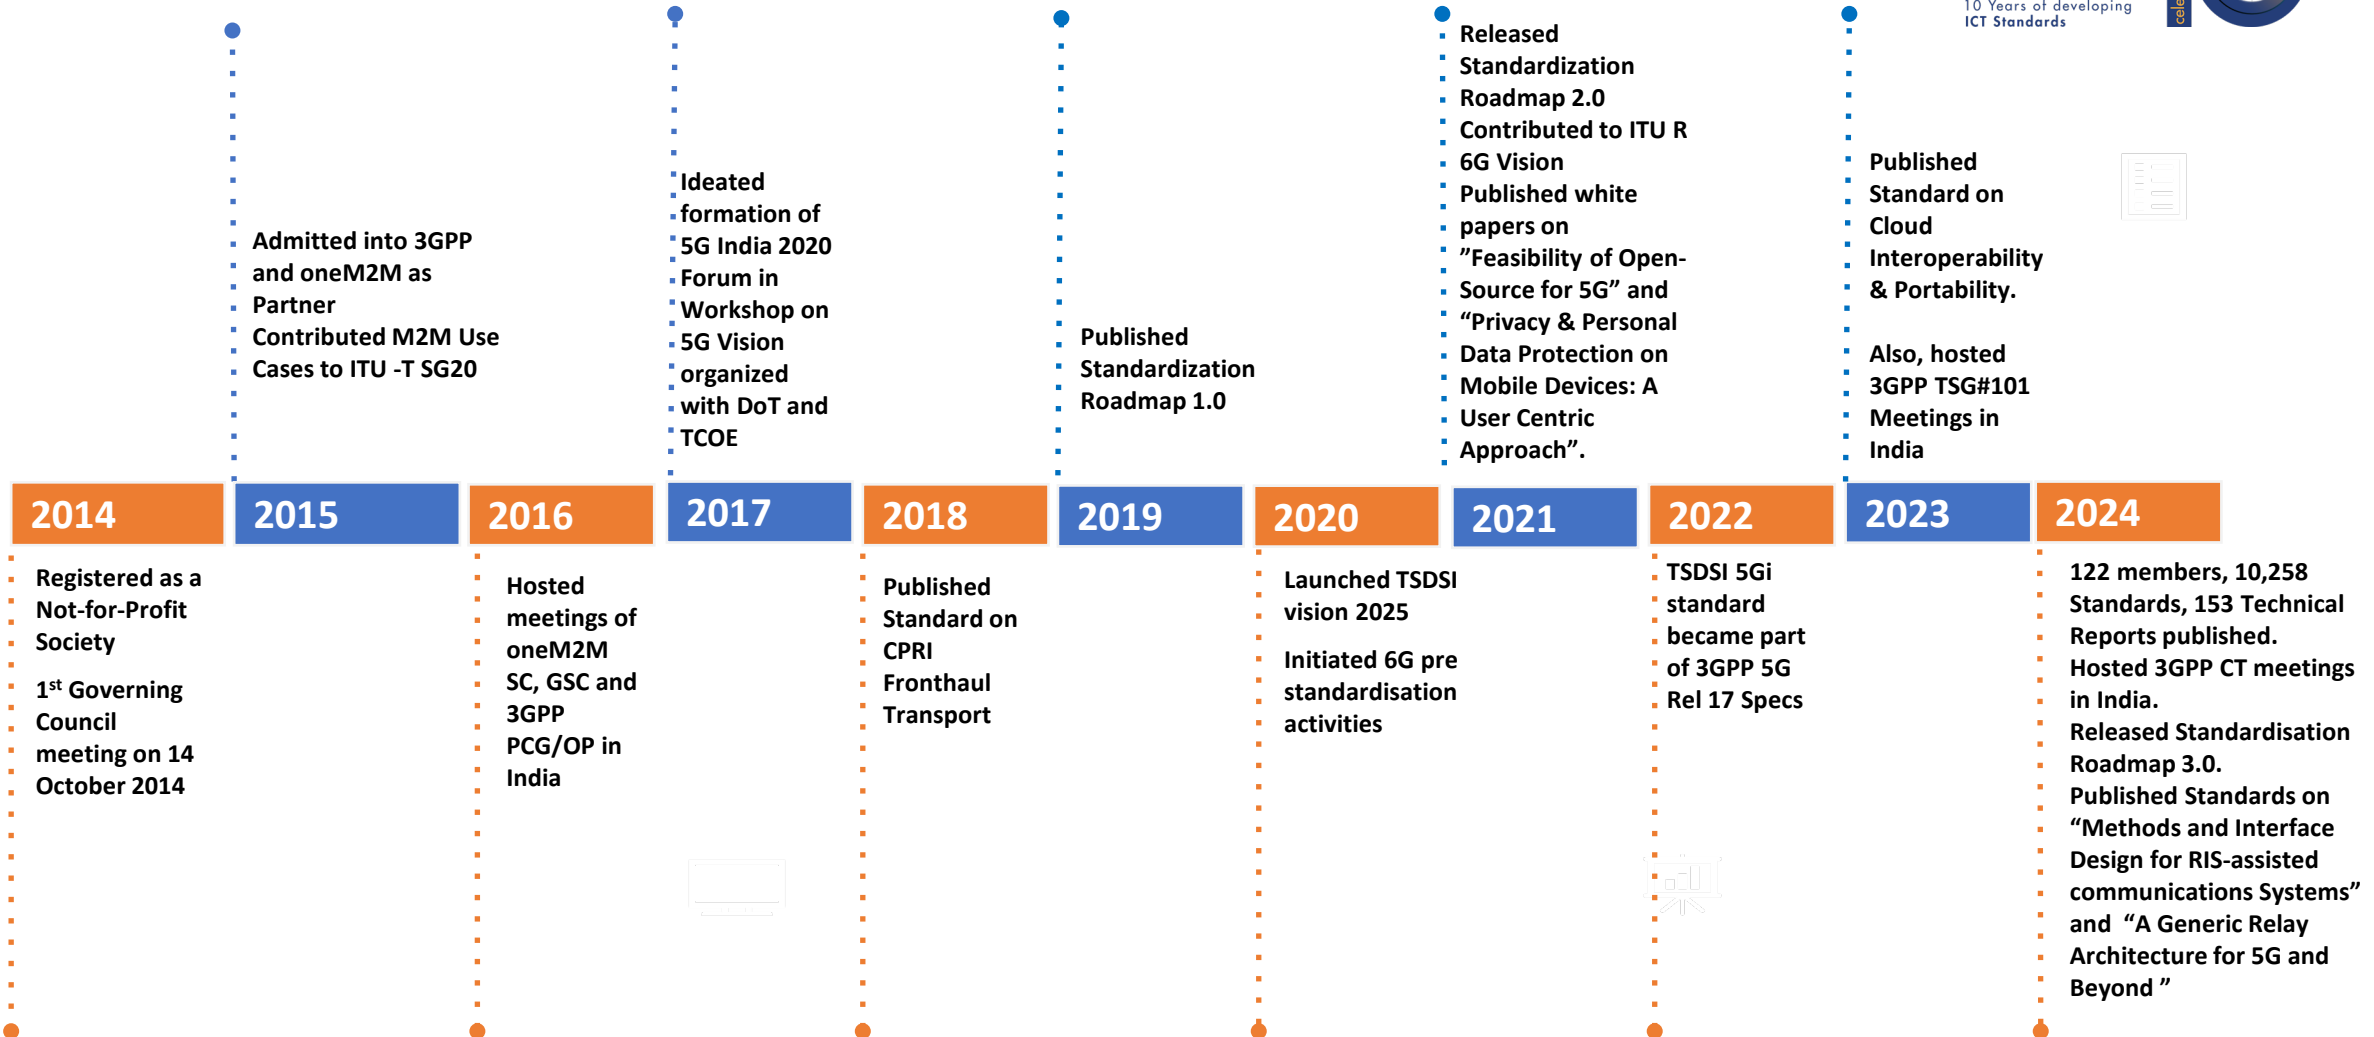 10 Years of developing
ICT Standards
cele
Admitted into 3GPP
and oneM2M as
Partner
Contributed M2M Use
Cases to ITU -T SG20
Ideated
formation of
5G India 2020
Forum in
Workshop on
5G Vision
organized
with DoT and
TCOE
Published
Standardization
Roadmap 1.0
Released
Standardization
Roadmap 2.0
Contributed to ITU R
6G Vision
Published white
papers on
”Feasibility of Open-
Source for 5G” and
“Privacy & Personal
Data Protection on
Mobile Devices: A
User Centric
Approach”.
Published
Standard on
Cloud
Interoperability
& Portability.
Also, hosted
3GPP TSG#101
Meetings in
India
2014
2015
2016
2017
2018
2019
2020
2021
2022
2023
2024
Registered as a
Not-for-Profit
Society
1st Governing
Council
meeting on 14
October 2014
Hosted
meetings of
oneM2M
SC, GSC and
3GPP
PCG/OP in
India
Published
Standard on
CPRI
Fronthaul
Transport
Launched TSDSI
vision 2025
Initiated 6G pre
standardisation
activities
TSDSI 5Gi
standard
became part
of 3GPP 5G
Rel 17 Specs
122 members, 10,258
Standards, 153 Technical
Reports published.
Hosted 3GPP CT meetings
in India.
Released Standardisation
Roadmap 3.0.
Published Standards on
“Methods and Interface
Design for RIS-assisted
communications Systems”
and “A Generic Relay
Architecture for 5G and
Beyond ”